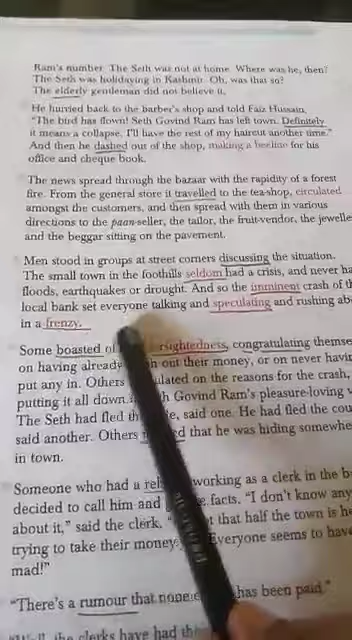 Ram's number. The Seth was not at home. Where was he, then?
The Seth was holidaying in Kashmir. Oh, was that so?
The elderly gentleman did not believe it.
He hurried back to the barber's shop and told Faiz Hussain,
"The bird has flown! Seth Govind Ram has left town. Definitely
it means a collapse. I'll have the rest of my haircut another time."
And then he dashed out of the shop, making a beeline for his
office and cheque book.
The news spread through the bazaar with the rapidity of a forest
fire. From the general store it travelled to the tea-shop, circulated
amongst the customers, and then spread with them in various
directions to the paan-seller, the tailor, the fruit-vendor, the jewelle
and the beggar sitting on the pavement.
Men stood in groups at street corners discussing the situation.
The small town in the foothills seldom had a crisis, and never ha
floods, earthquakes or drought. And so the imminent crash of th
local bank set everyone talking and speculating and rushing ab
in a frenzy.
Some boasted of rsightedness, congratulating themse
on having already n out their money, or on never havin
put any in. Others ulated on the reasons for the crash,
putting it all down h Govind Ram's pleasure-loving
The Seth had fled th e, said one. He had fled the cou
said another. Others d that he was hiding somewhe
in town.
Someone who had a rel working as a clerk in the b
decided to call him and e facts. "I don't know any
about it," said the clerk. t that half the town is he
trying to take their money. Everyone seems to have
mad!"
"There's a rumour that none has been paid."
the clerks have had